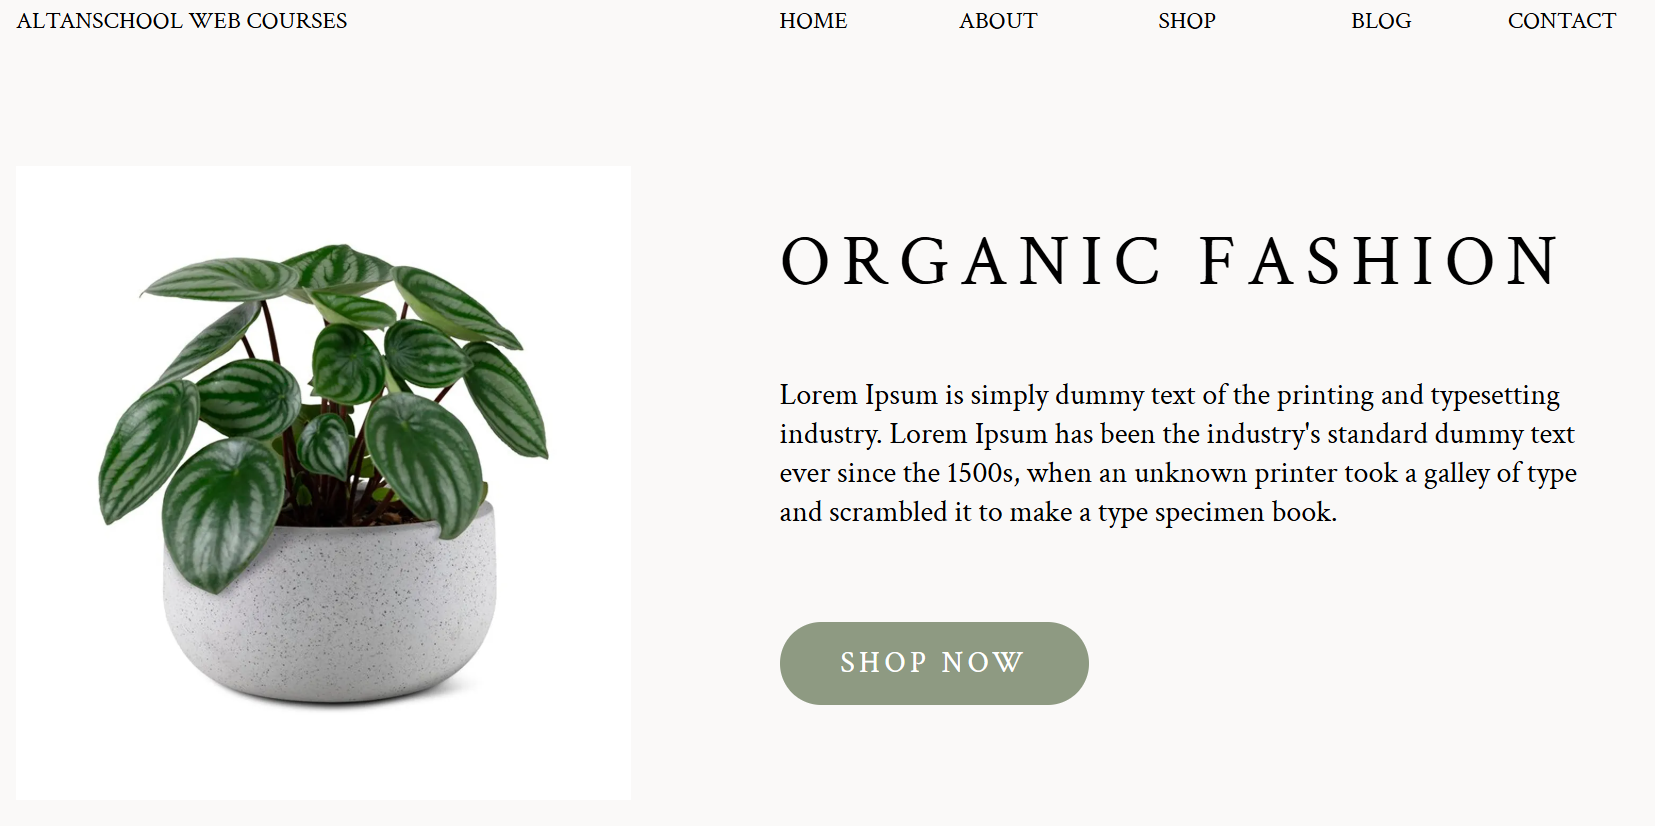 ALTANSCHOOL WEB COURSES
HOME ABOUT SHOP BLOG CONTACT
ORGANIC FASHION
Lorem Ipsum is simply dummy text of the printing and typesetting
industry. Lorem Ipsum has been the industry's standard dummy text
ever since the 1500s, when an unknown printer took a galley of type
and scrambled it to make a type specimen book.
SHOP NOW